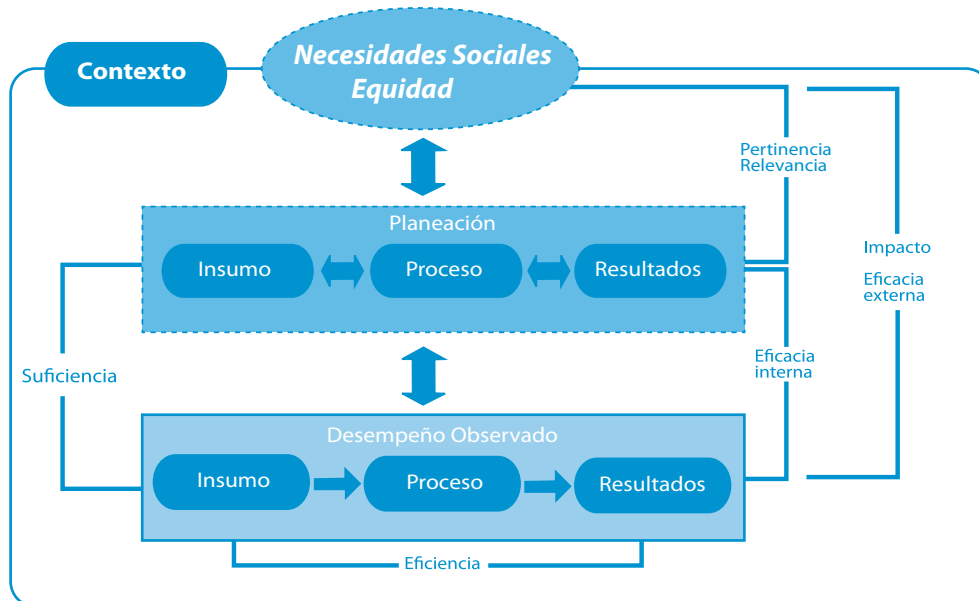 Necesidades Sociales
Equidad
Contexto
Pertinencia
Relevancia
Planeación
Insumo
Proceso
Resultados
Impacto
Eficacia
externa
Suficiencia
Eficacia
interna
Desempeño Observado
Insumo
Proceso
Resultados
Eficiencia